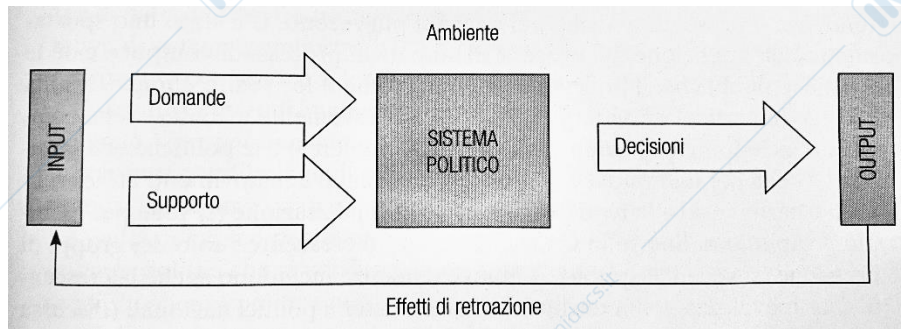 Ambiente
INPUT
Domande
Supporto
SISTEMA
POLITICO
Decisioni
OUTPUT
Effetti di retroazione